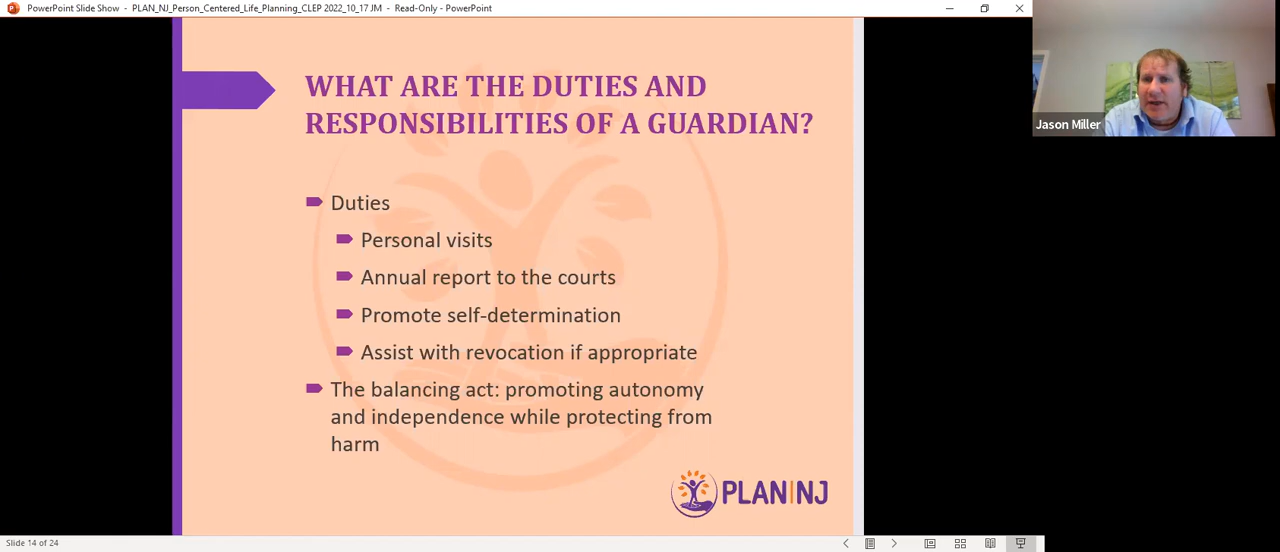 PowerPoint Slide Show - PLAN_NJ_Person_Centered_Life_Planning_CLEP 2022_10_17 JM - Read-Only - PowerPoint
WHAT ARE THE DUTIES AND
RESPONSIBILITIES OF A GUARDIAN?
Duties
Personal visits
Annual report to the courts
Promote self-determination
Assist with revocation if appropriate
The balancing act: promoting autonomy
and independence while protecting from
harm
PLAN|NJ
Jason Miller
Slide 14 of 24